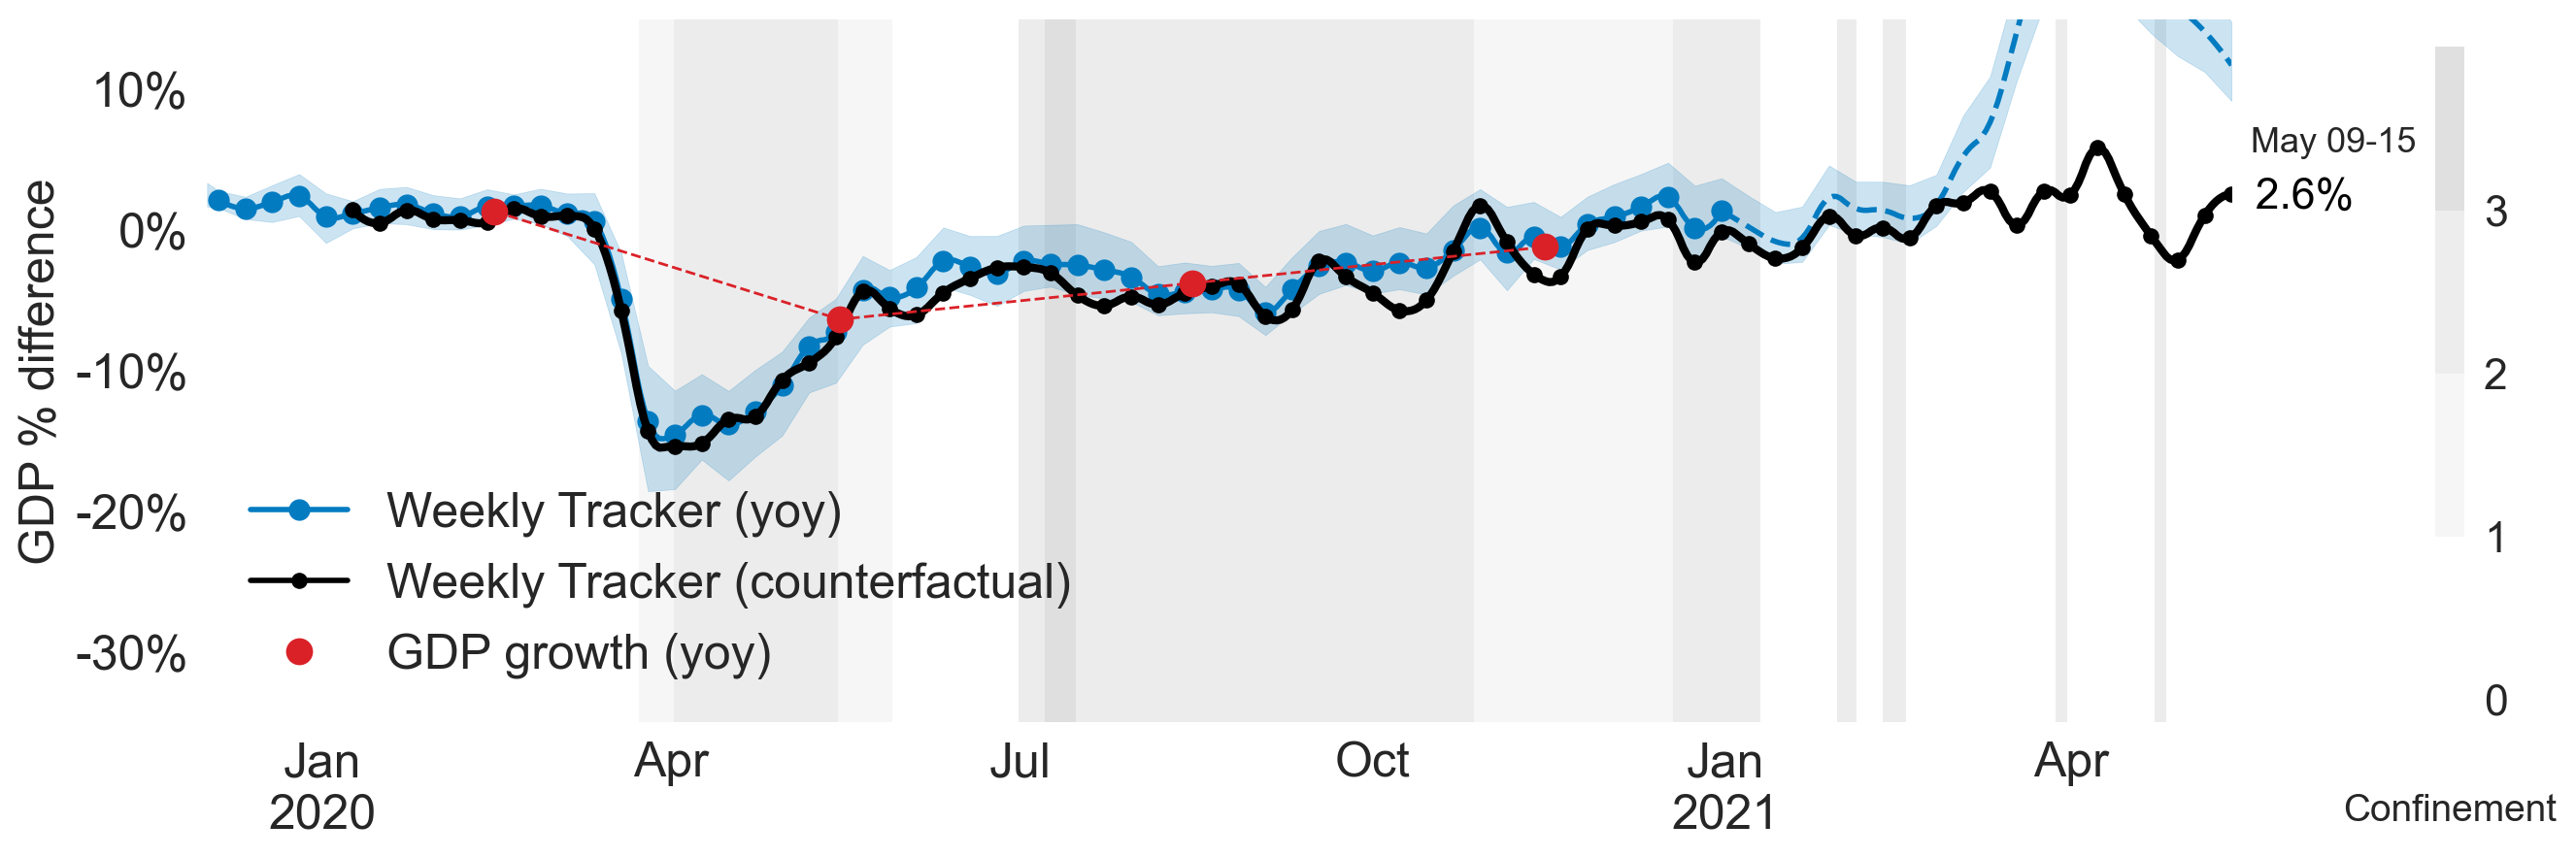 GDP % difference
10%
0%
-10%
-20%
-30%
Weekly Tracker (yoy)
Weekly Tracker (counterfactual)
GDP growth (yoy)
May 09-15
2.6%
3
2
1
0
Jan
2020
Apr
Jul
Oct
Jan
2021
Apr
Confinement